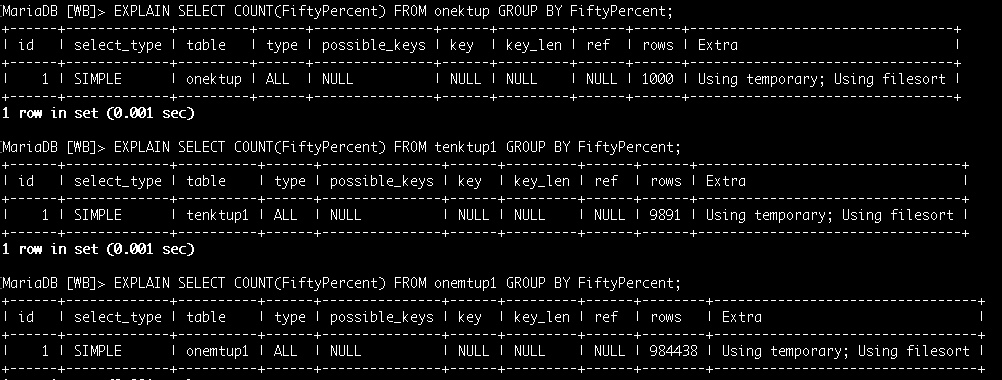 MariaDB [WB]> EXPLAIN SELECT COUNT(FiftyPercent) FROM onektup GROUP BY FiftyPercent;
+------+-------------+---------+------+---------------+------+---------+------+------+---------------------------------+
| id   | select_type | table   | type | possible_keys | key  | key_len | ref  | rows | Extra                           |
+------+-------------+---------+------+---------------+------+---------+------+------+---------------------------------+
|    1 | SIMPLE      | onektup | ALL  | NULL          | NULL | NULL    | NULL | 1000 | Using temporary; Using filesort |
+------+-------------+---------+------+---------------+------+---------+------+------+---------------------------------+
1 row in set (0.001 sec)
MariaDB [WB]> EXPLAIN SELECT COUNT(FiftyPercent) FROM tenktup1 GROUP BY FiftyPercent;
+------+-------------+----------+------+---------------+------+---------+------+------+---------------------------------+
| id   | select_type | table    | type | possible_keys | key  | key_len | ref  | rows | Extra                           |
+------+-------------+----------+------+---------------+------+---------+------+------+---------------------------------+
|    1 | SIMPLE      | tenktup1 | ALL  | NULL          | NULL | NULL    | NULL | 9891 | Using temporary; Using filesort |
+------+-------------+----------+------+---------------+------+---------+------+------+---------------------------------+
1 row in set (0.001 sec)
MariaDB [WB]> EXPLAIN SELECT COUNT(FiftyPercent) FROM onemtup1 GROUP BY FiftyPercent;
+------+-------------+----------+------+---------------+------+---------+------+--------+---------------------------------+
| id   | select_type | table    | type | possible_keys | key  | key_len | ref  | rows   | Extra                           |
+------+-------------+----------+------+---------------+------+---------+------+--------+---------------------------------+
|    1 | SIMPLE      | onemtup1 | ALL  | NULL          | NULL | NULL    | NULL | 984438 | Using temporary; Using filesort |
+------+-------------+----------+------+---------------+------+---------+------+--------+---------------------------------+